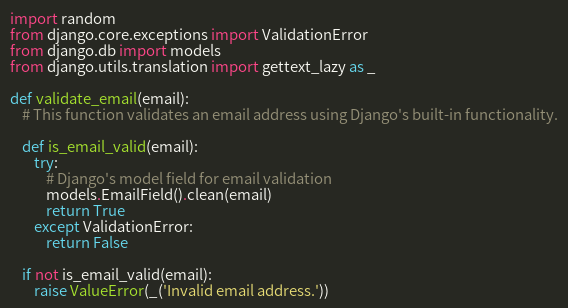 import random
from django.core.exceptions import ValidationError
from django.db import models
from django.utils.translation import gettext_lazy as _

def validate_email(email):
    # This function validates an email address using Django's built-in functionality.

    def is_email_valid(email):
        try:
            # Django's model field for email validation
            models.EmailField().clean(email)
            return True
        except ValidationError:
            return False

    if not is_email_valid(email):
        raise ValueError(_('Invalid email address.'))